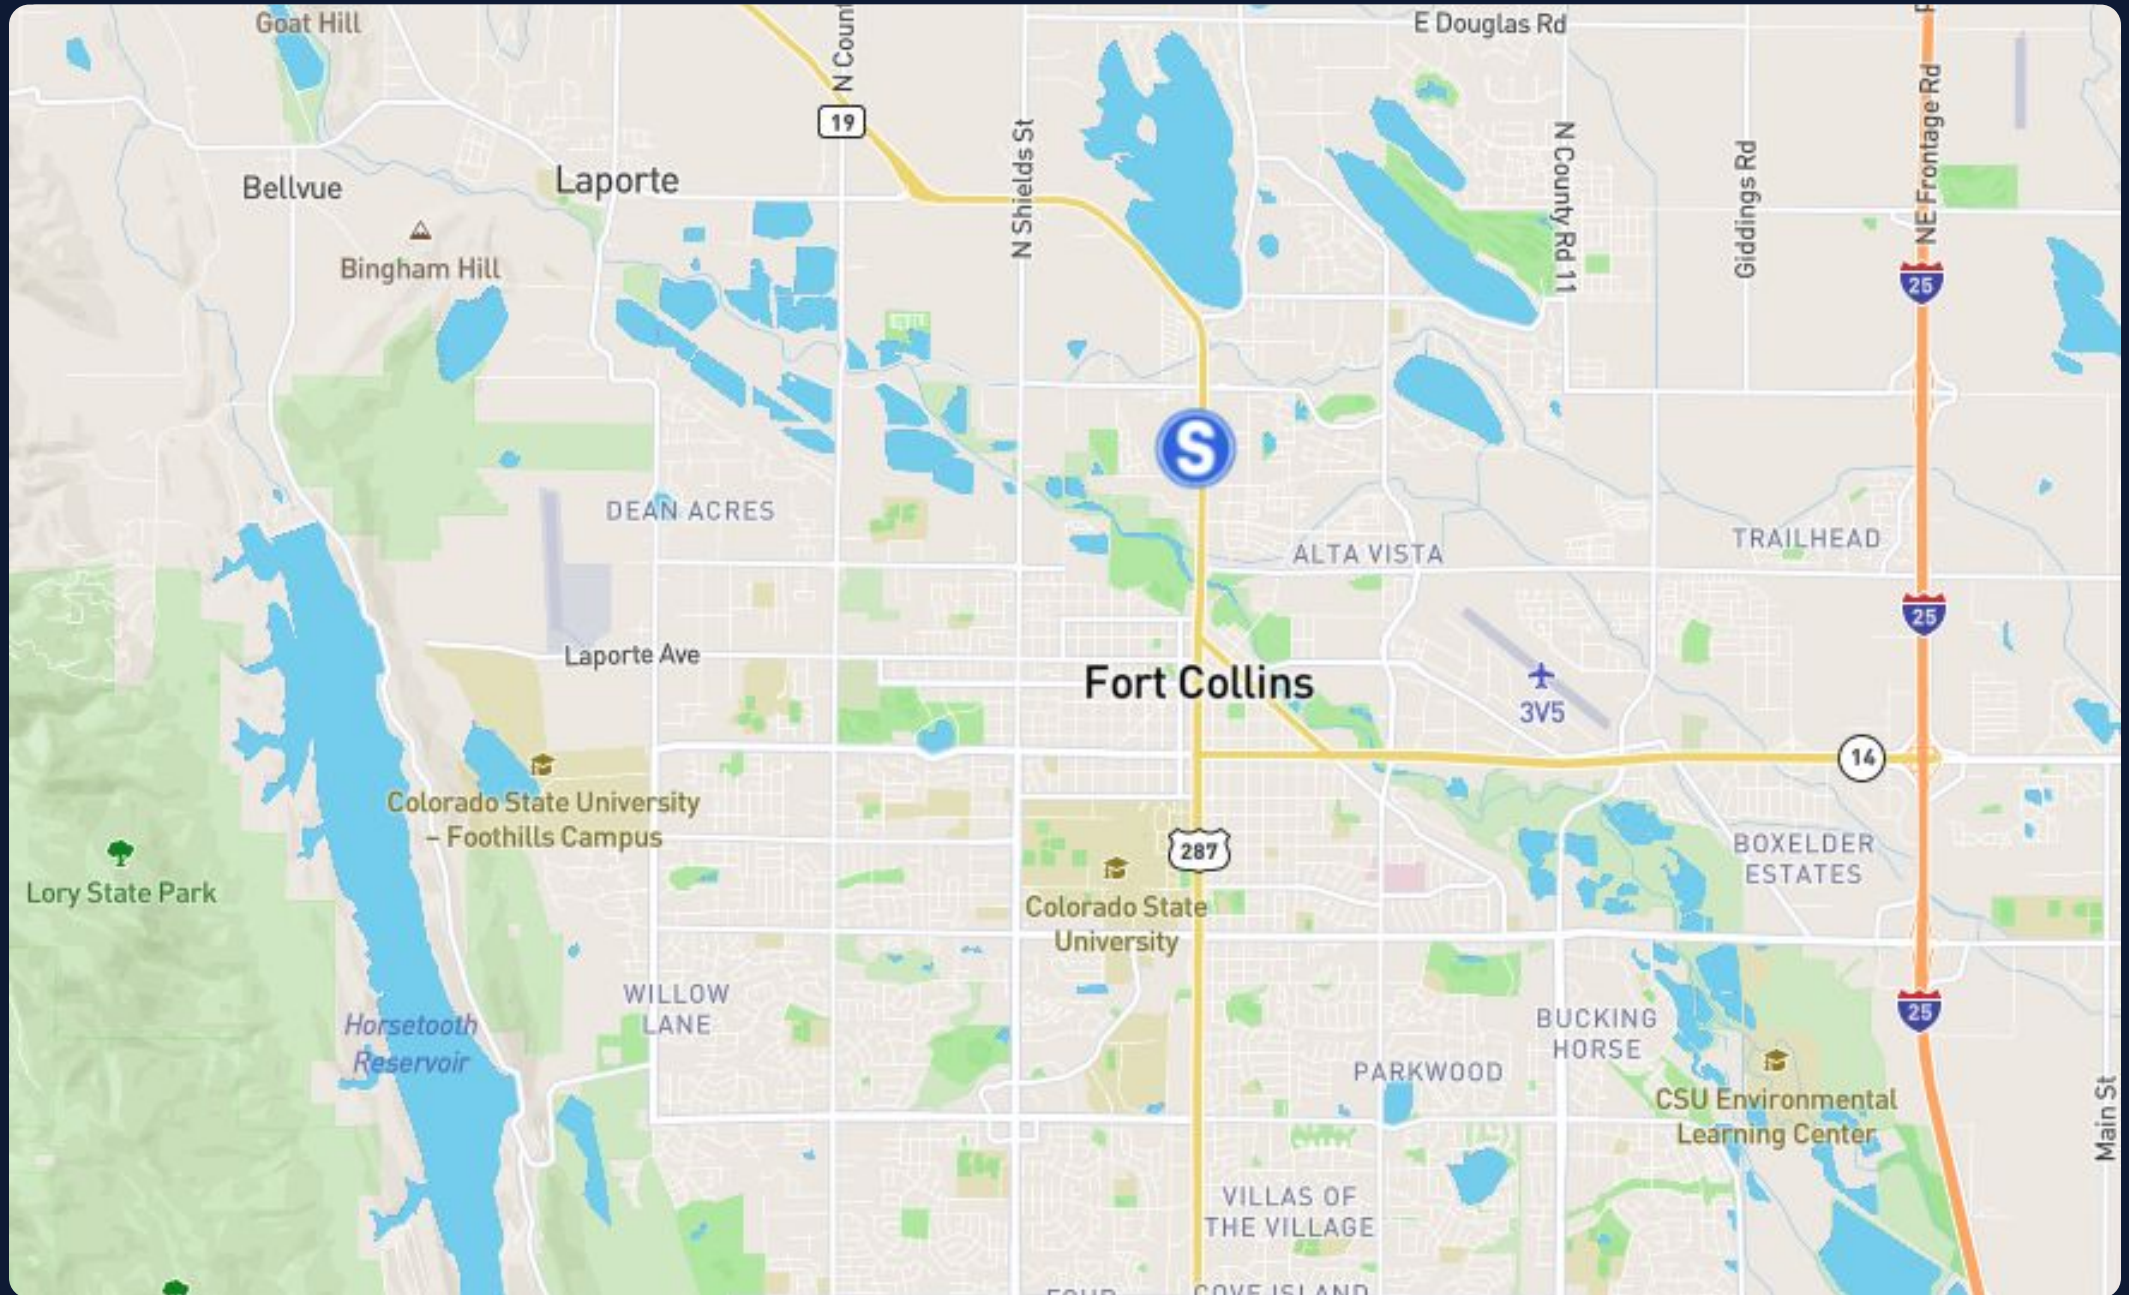 Goat Hill
N Count
E Douglas Rd
19
NE Frontage Rd
N Shields St
N County Rd 11
Giddings Rd
Laporte
Bellvue
Bingham Hill
25
S
DEAN ACRES
ALTA VISTA
TRAILHEAD
25
Laporte Ave
Fort Collins
3V5
14
Colorado State University
– Foothills Campus
287
BOXELDER
ESTATES
Lory State Park
Colorado State
University
WILLOW
LANE
Horsetooth
Reservoir
BUCKING
HORSE
25
PARKWOOD
CSU Environmental
Learning Center
Main St
VILLAS OF
THE VILLAGE
COVE ISLAND